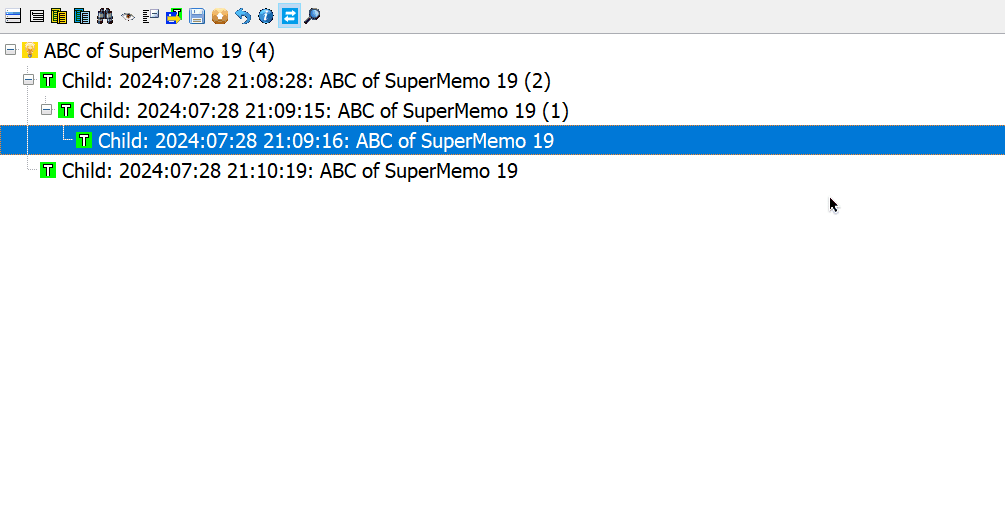 ABC of SuperMemo 19 (4)
T Child: 2024:07:28 21:08:28: ABC of SuperMemo 19 (2)
T Child: 2024:07:28 21:09:15: ABC of SuperMemo 19 (1)
T Child: 2024:07:28 21:09:16: ABC of SuperMemo 19
T Child: 2024:07:28 21:10:19: ABC of SuperMemo 19